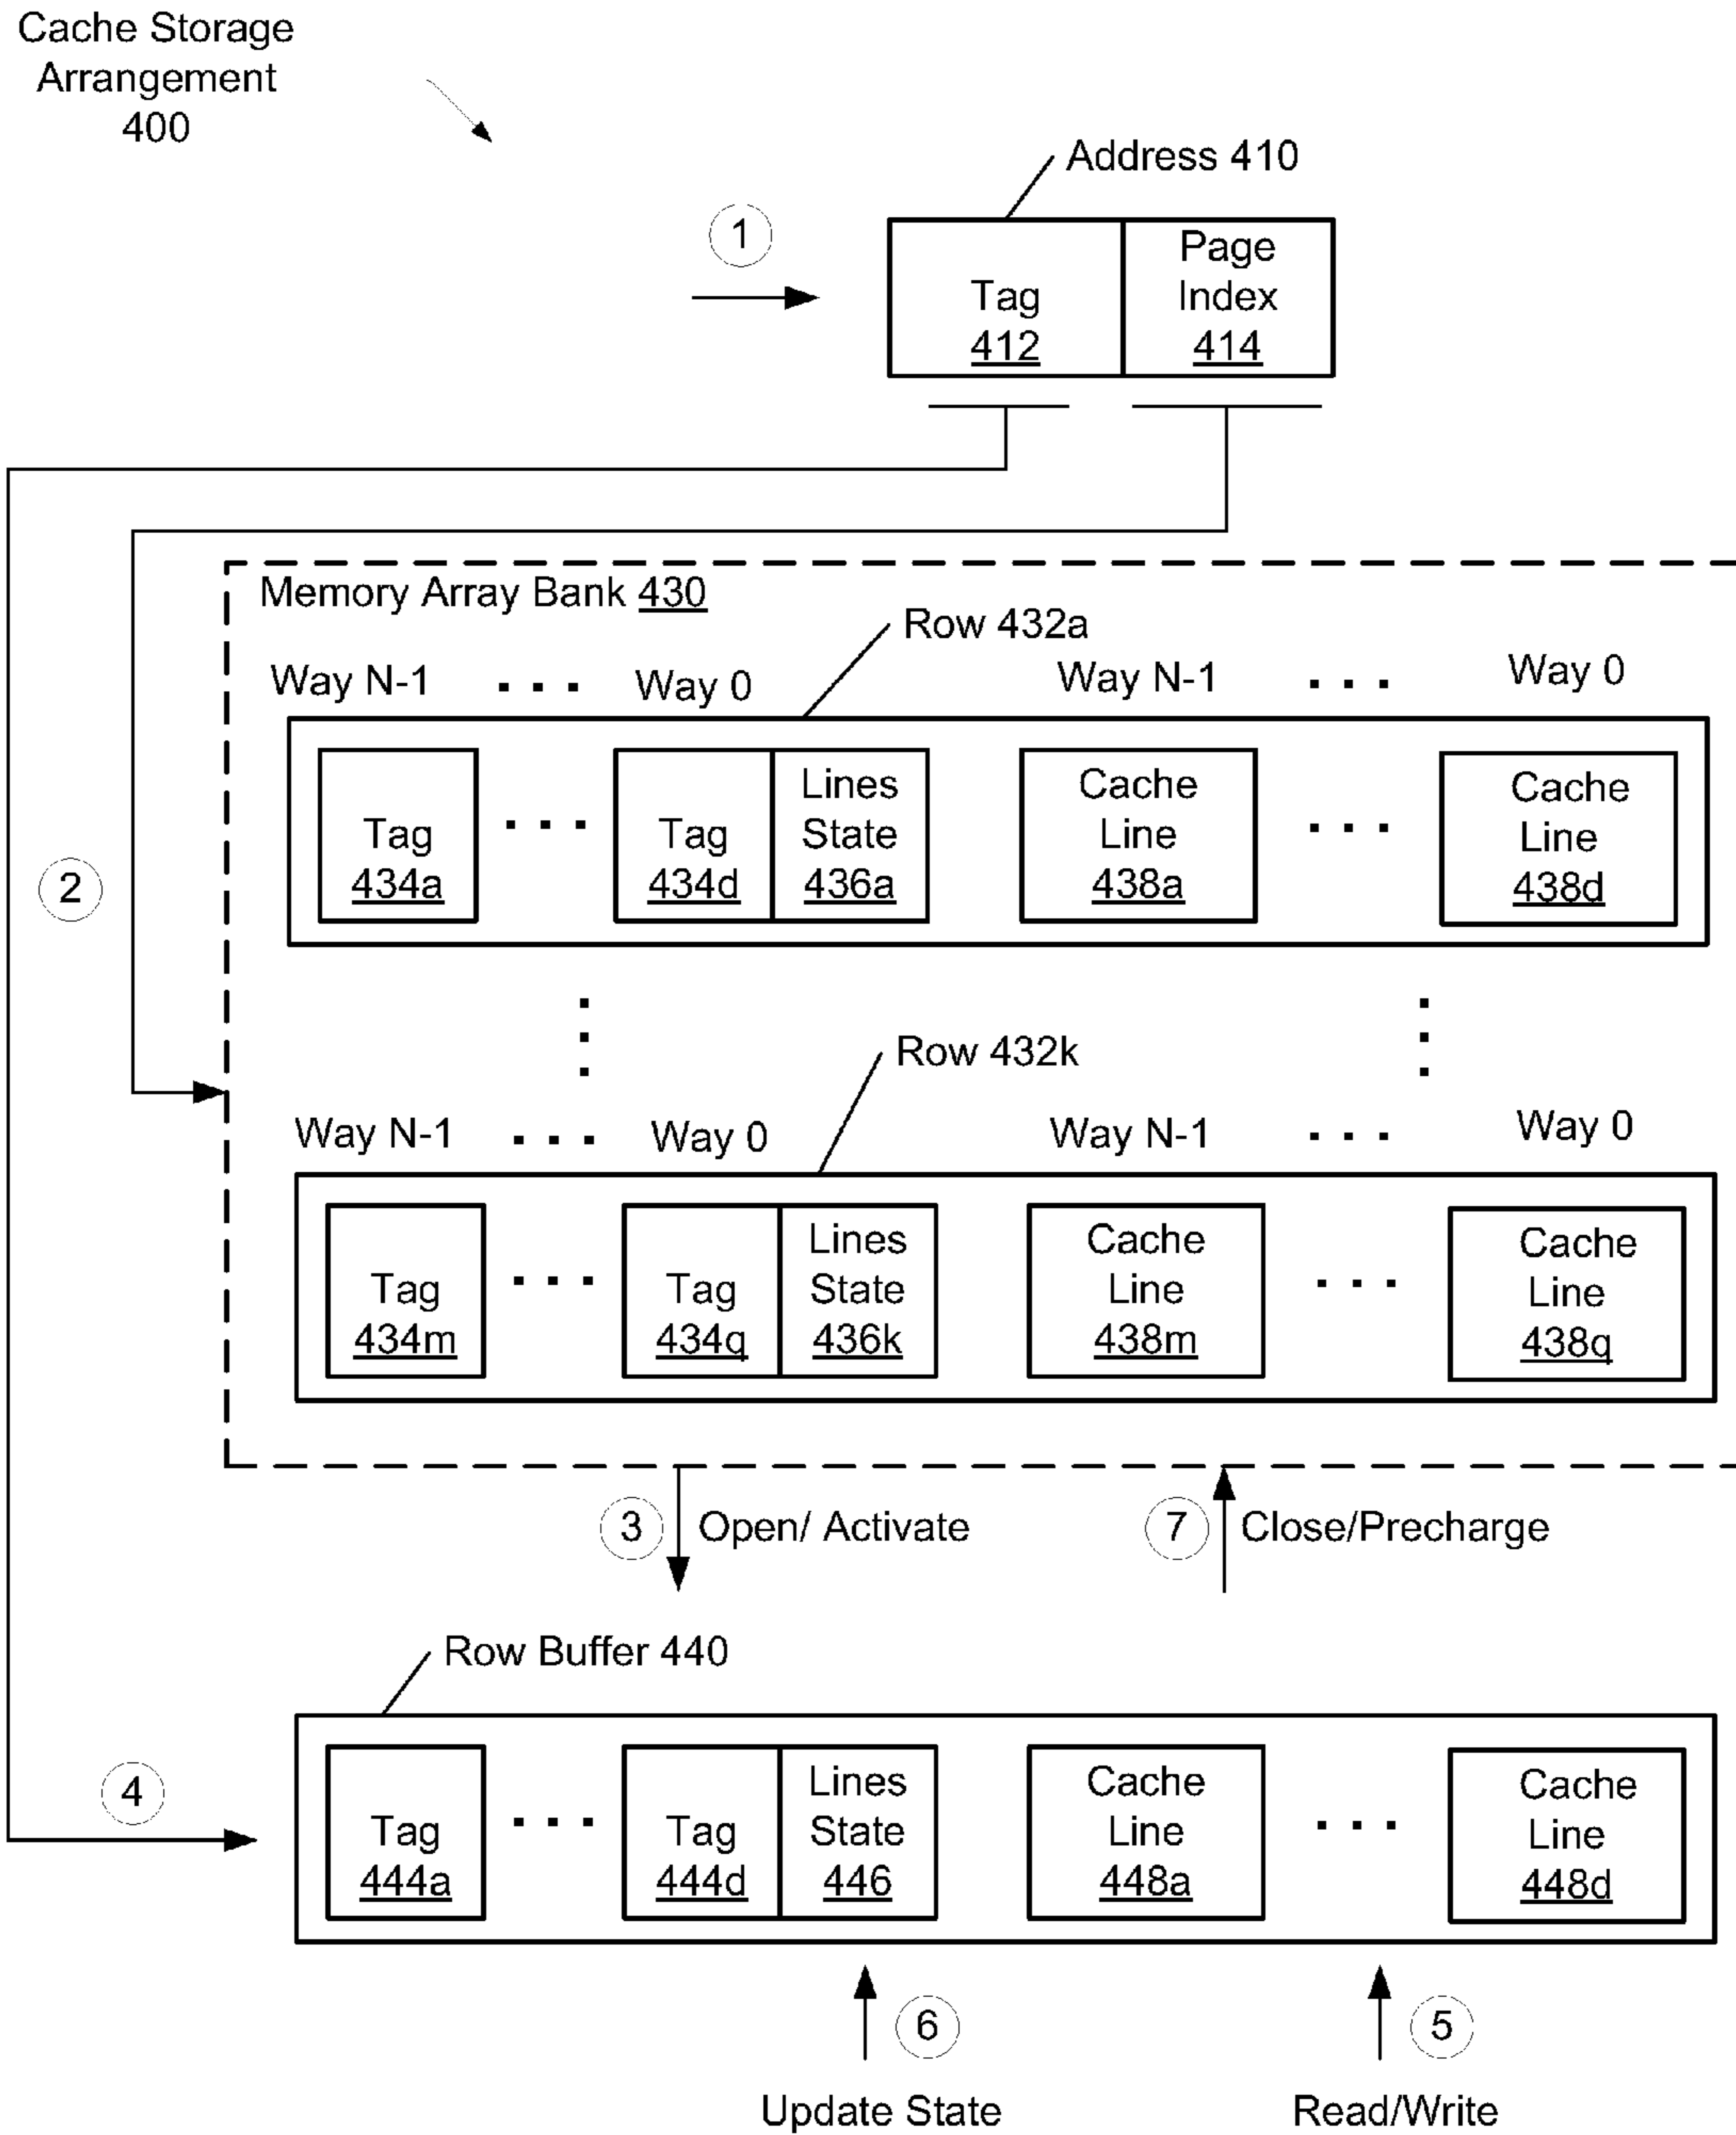 Cache Storage
Arrangement
400
Address 410
1
Tag
412
Page
Index
414
Memory Array Bank 430
Row 432a
Way N-1 ▪ ▪ ▪ Way 0 Way N-1 ▪ ▪ ▪ Way 0
Tag
434a
▪ ▪ ▪
Tag
434d
Lines
State
436a
Cache
Line
438a
▪ ▪ ▪
Cache
Line
438d
2
Row 432k
Way N-1 ▪ ▪ ▪ Way 0 Way N-1 ▪ ▪ ▪ Way 0
Tag
434m
▪ ▪ ▪
Tag
434q
Lines
State
436k
Cache
Line
438m
▪ ▪ ▪
Cache
Line
438q
3 Open/ Activate
7 Close/Precharge
Row Buffer 440
4
Tag
444a
▪ ▪ ▪
Tag
444d
Lines
State
446
Cache
Line
448a
▪ ▪ ▪
Cache
Line
448d
6
Update State
5
Read/Write